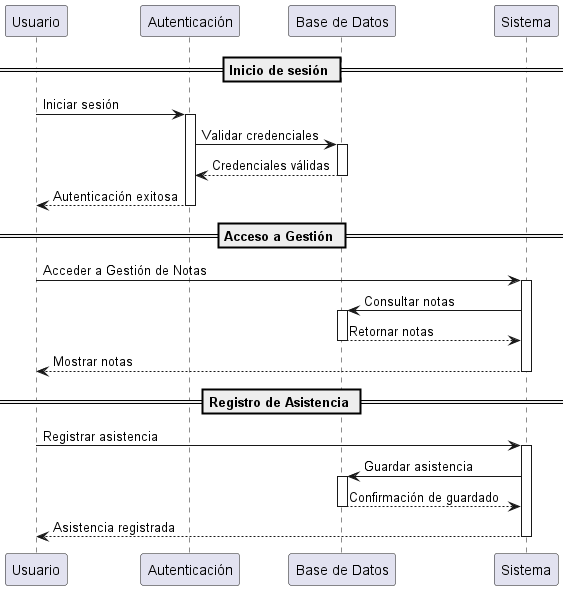 Usuario
Autenticación
Base de Datos
Sistema
Inicio de sesión
Iniciar sesión
Validar credenciales
Credenciales válidas
Autenticación exitosa
Acceso a Gestión
Acceder a Gestión de Notas
Consultar notas
Retornar notas
Mostrar notas
Registro de Asistencia
Registrar asistencia
Guardar asistencia
Confirmación de guardado
Asistencia registrada
Usuario
Autenticación
Base de Datos
Sistema